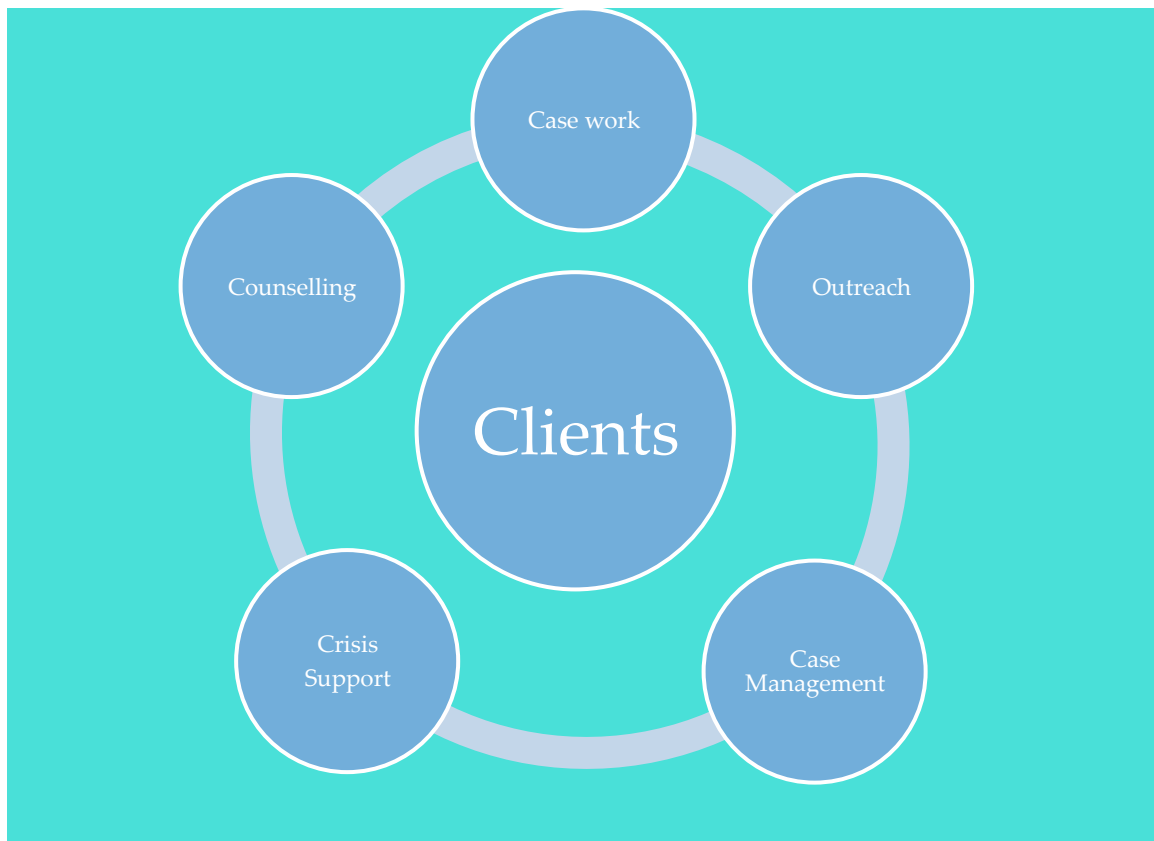 Case work
Counselling
Outreach
Clients
Crisis
Support
Case
Management